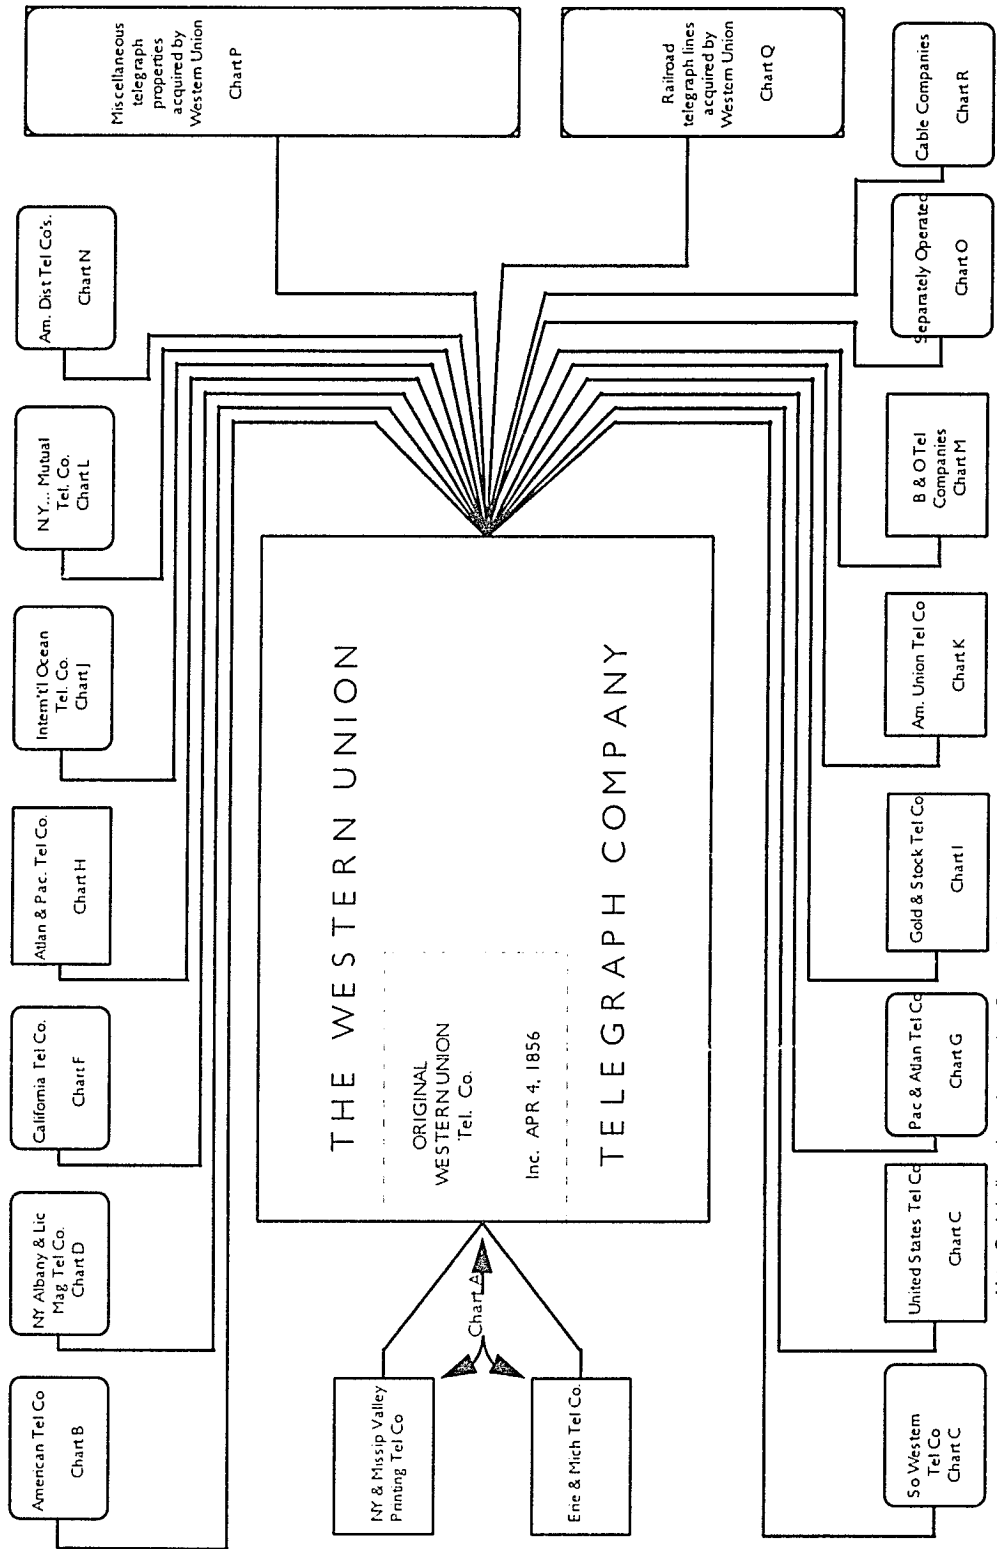 American Tel Co
Chart B
NY Albany & Lic
Mag Tel Co.
Chart D
California Tel Co.
Chart F
Atlan & Pac. Tel Co.
Chart H
Intern'tl Ocean
Tel. Co.
Chart J
N.Y... Mutual
Tel. Co.
Chart L
Am. Dist Tel Co's.
Chart N
Miscellaneous
telegraph
properties
acquired by
Western Union
Chart P
Railroad
telegraph lines
acquired by
Western Union
Chart Q
NY & Missip Valley
Printing Tel Co
Erie & Mich Tel Co.
Chart A
THE WESTERN UNION
ORIGINAL
WESTERN UNION
Tel. Co.
Inc. APR 4, 1856
TELEGRAPH COMPANY
So Western
Tel Co
Chart C
United States Tel Co
Chart C
Pac & Atlan Tel Co
Chart G
Gold & Stock Tel Co
Chart I
Am. Union Tel Co
Chart K
B & O Tel
Companies
Chart M
Separately Operated
Chart O
Cable Companies
Chart R